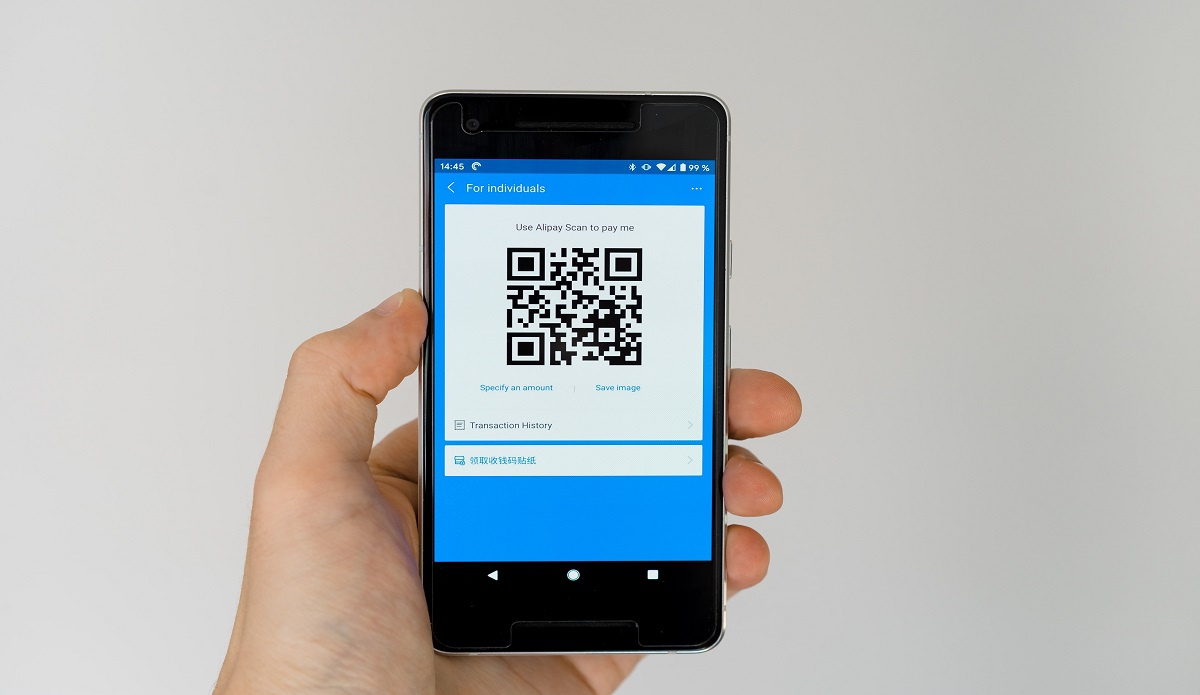 14:45 99 %
For individuals
Use Alipay Scan to pay me
Specify an amount | Save image
Transaction History
领取收钱码贴纸